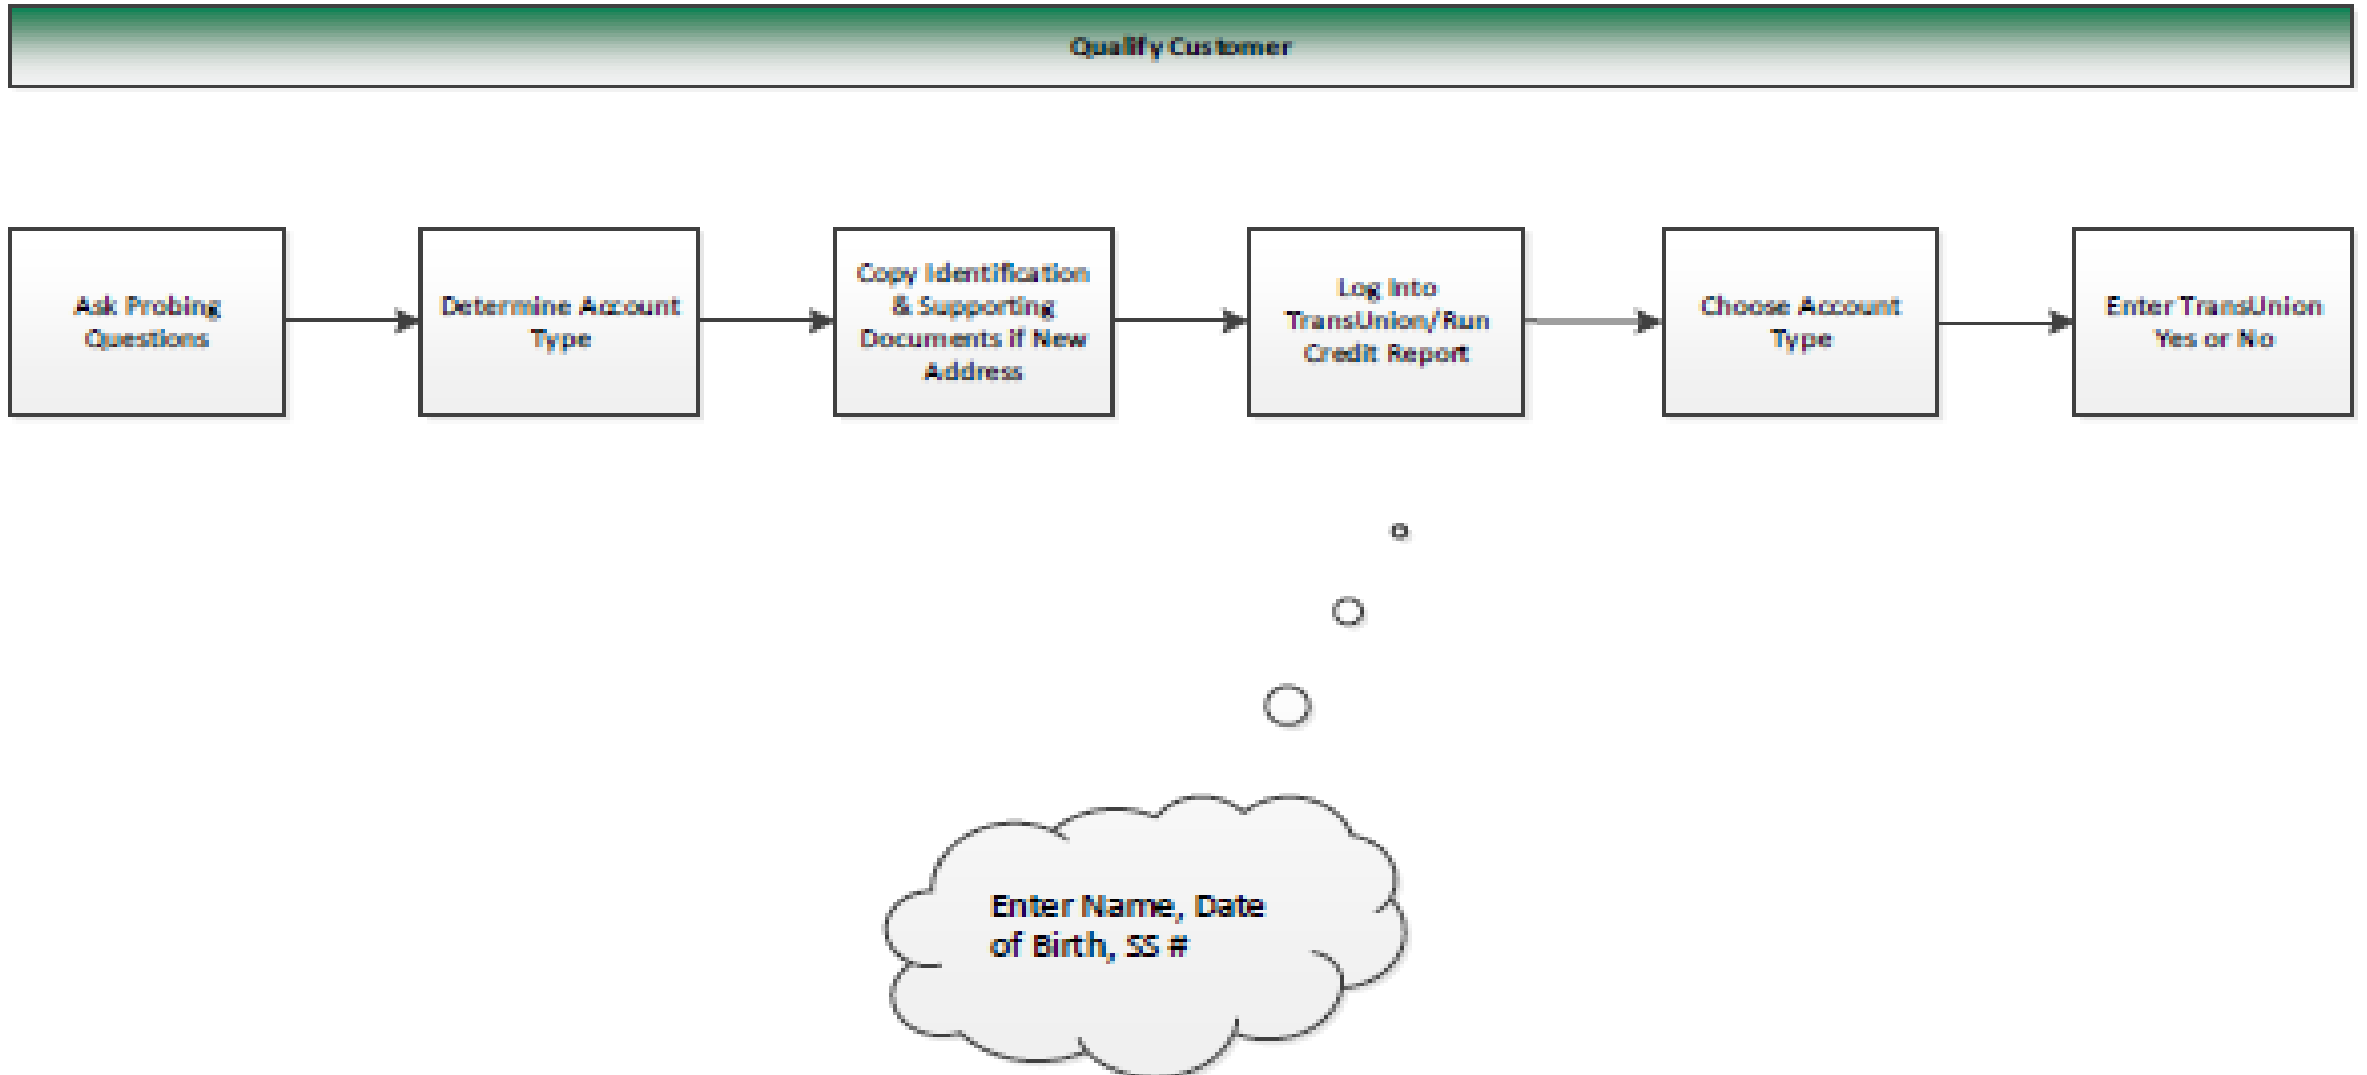 Qualify Customer
Ask Probing
Questions
Determine Account
Type
Copy Identification
& Supporting
Documents if New
Address
Log into
TransUnion/Run
Credit Report
Choose Account
Type
Enter TransUnion
Yes or No
Enter Name, Date
of Birth, SS #